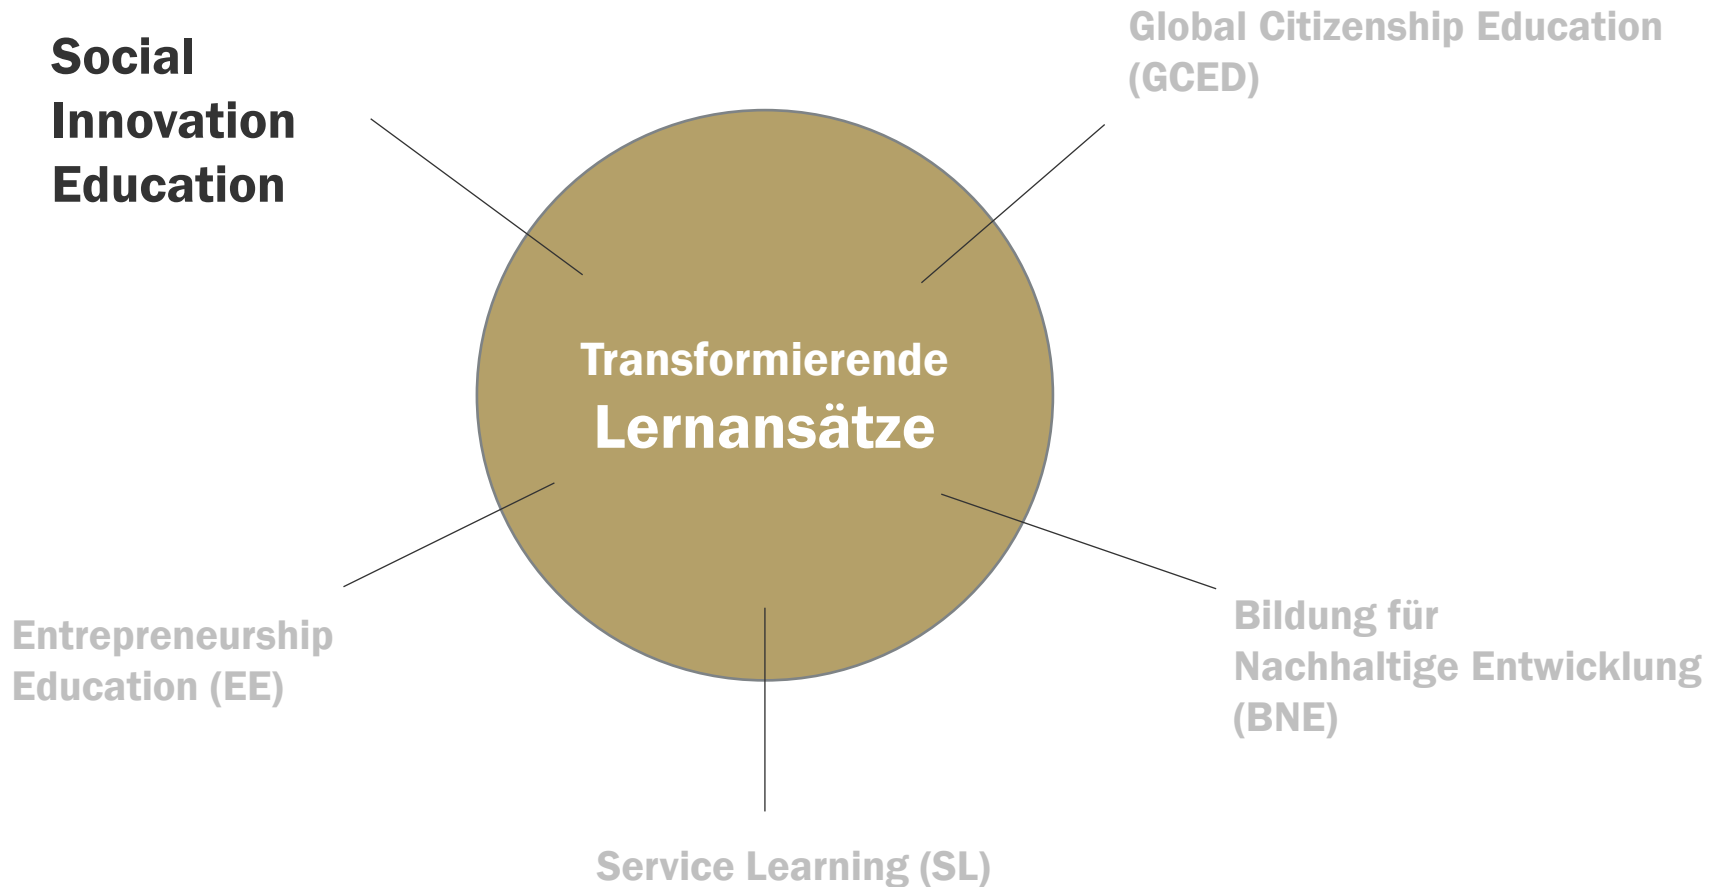 Social
Innovation
Education
Global Citizenship Education
(GCED)
Transformierende
Lernansätze
Entrepreneurship
Education (EE)
Bildung für
Nachhaltige Entwicklung
(BNE)
Service Learning (SL)